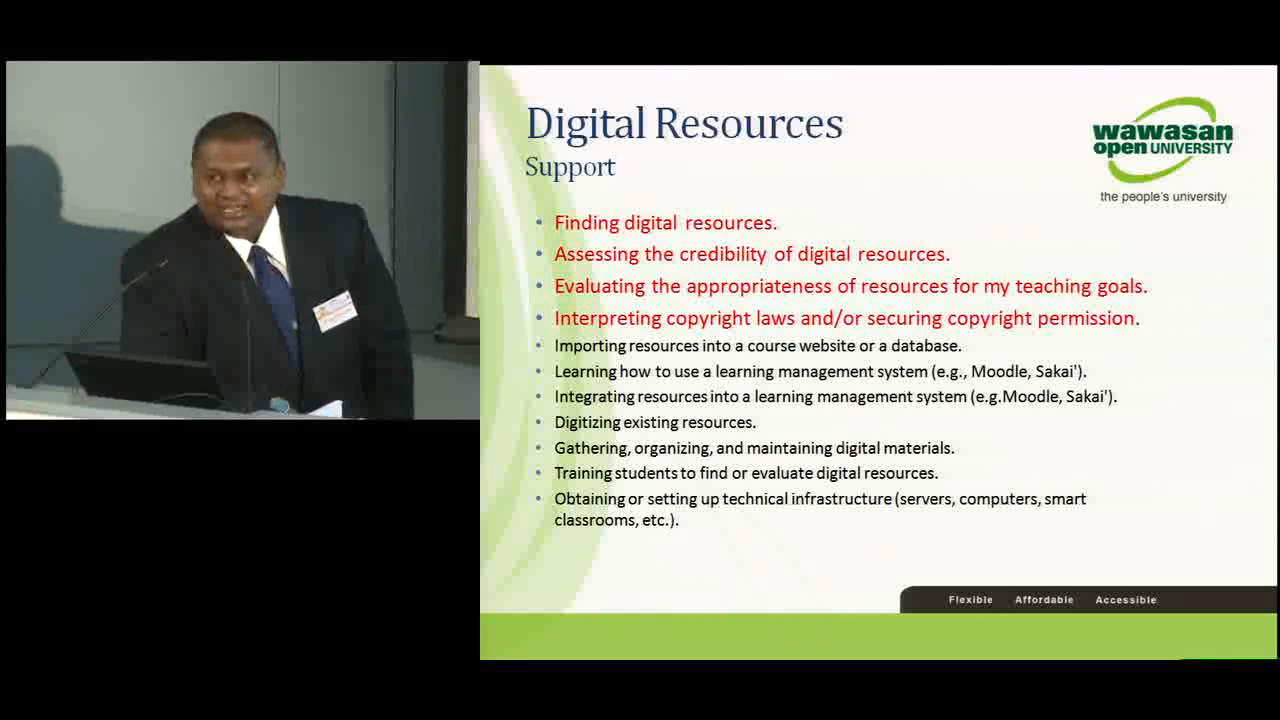 Digital Resources
Support
wawasan
open UNIVERSITY
the people's university
• Finding digital resources.
• Assessing the credibility of digital resources.
• Evaluating the appropriateness of resources for my teaching goals.
• Interpreting copyright laws and/or securing copyright permission.
• Importing resources into a course website or a database.
• Learning how to use a learning management system (e.g., Moodle, Sakai').
• Integrating resources into a learning management system (e.g.Moodle, Sakai').
• Digitizing existing resources.
• Gathering, organizing, and maintaining digital materials.
• Training students to find or evaluate digital resources.
• Obtaining or setting up technical infrastructure (servers, computers, smart
classrooms, etc.).
Flexible Affordable Accessible